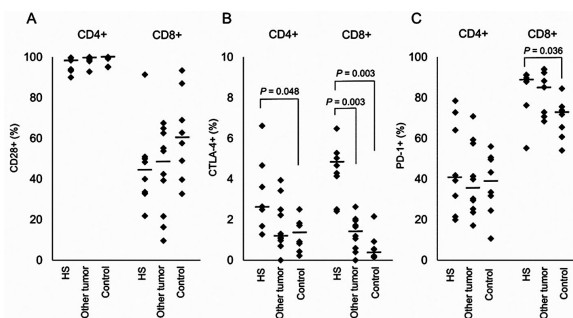 A
CD4+ CD8+
CD28+ (%)
100
80
60
40
20
0
HS
Other tumor
Control
HS
Other tumor
Control
B
CD4+ CD8+
CTLA-4+ (%)
10
8
6
4
2
0
P = 0.048
P = 0.003
P = 0.003
HS
Other tumor
Control
HS
Other tumor
Control
C
CD4+ CD8+
PD-1+ (%)
100
80
60
40
20
0
P = 0.036
HS
Other tumor
Control
HS
Other tumor
Control